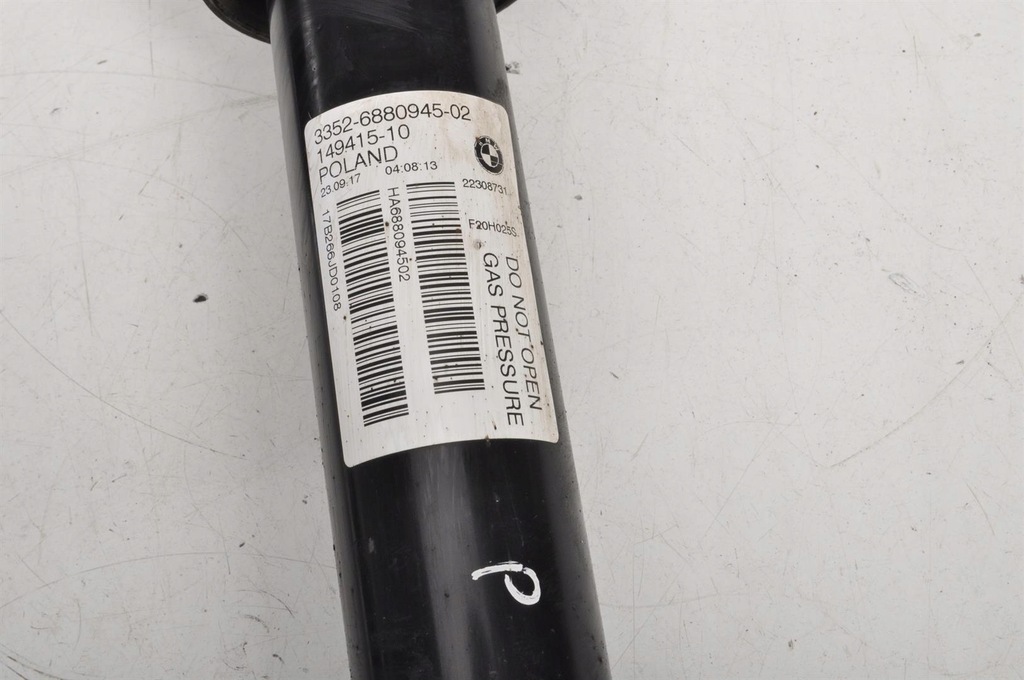 3352-6880945-02
149415-10
POLAND
23.09.17 04:08:13
22308731
F20H025S
17B266JD0108
HA688094502
DO NOT OPEN
GAS PRESSURE
P